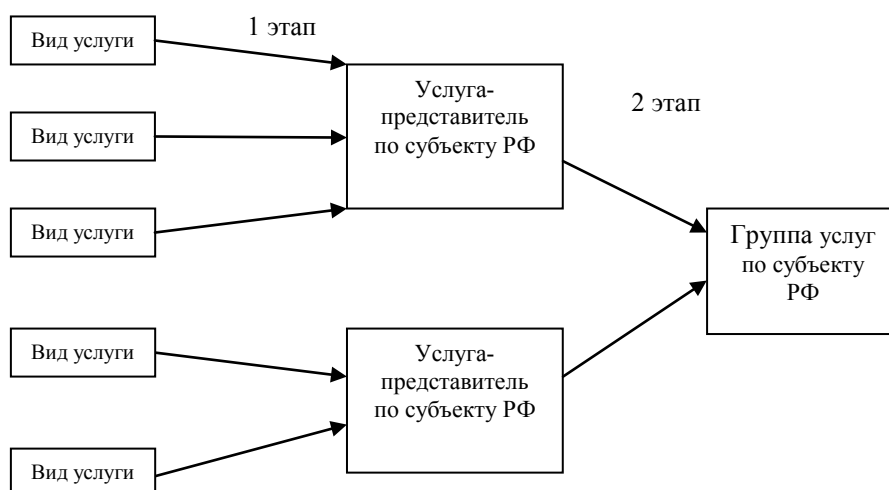 Вид услуги
1 этап
Услуга-
представитель
по субъекту РФ
2 этап
Вид услуги
Вид услуги
Группа услуг
по субъекту
РФ
Вид услуги
Услуга-
представитель
по субъекту РФ
Вид услуги